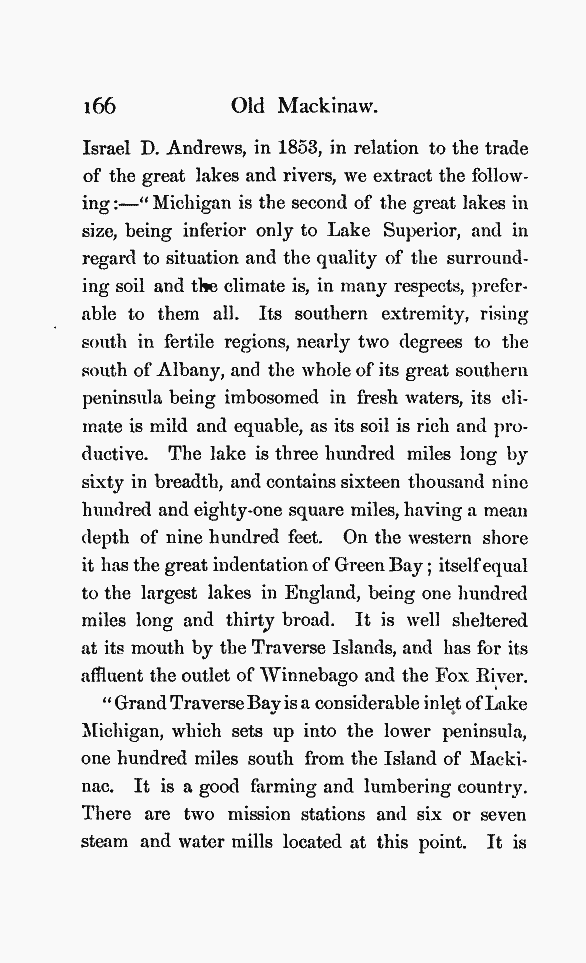 166 Old Mackinaw.
Israel D. Andrews, in 1853, in relation to the trade
of the great lakes and rivers, we extract the follow-
ing:—“Michigan is the second of the great lakes in
size, being inferior only to Lake Superior, and in
regard to situation and the quality of the surround-
ing soil and the climate is, in many respects, prefer-
able to them all. Its southern extremity, rising
south in fertile regions, nearly two degrees to the
south of Albany, and the whole of its great southern
peninsula being imbosomed in fresh waters, its cli-
mate is mild and equable, as its soil is rich and pro-
ductive. The lake is three hundred miles long by
sixty in breadth, and contains sixteen thousand nine
hundred and eighty-one square miles, having a mean
depth of nine hundred feet. On the western shore
it has the great indentation of Green Bay; itself equal
to the largest lakes in England, being one hundred
miles long and thirty broad. It is well sheltered
at its mouth by the Traverse Islands, and has for its
affluent the outlet of Winnebago and the Fox River.
“Grand Traverse Bay is a considerable inlet of Lake
Michigan, which sets up into the lower peninsula,
one hundred miles south from the Island of Macki-
nac. It is a good farming and lumbering country.
There are two mission stations and six or seven
steam and water mills located at this point. It is